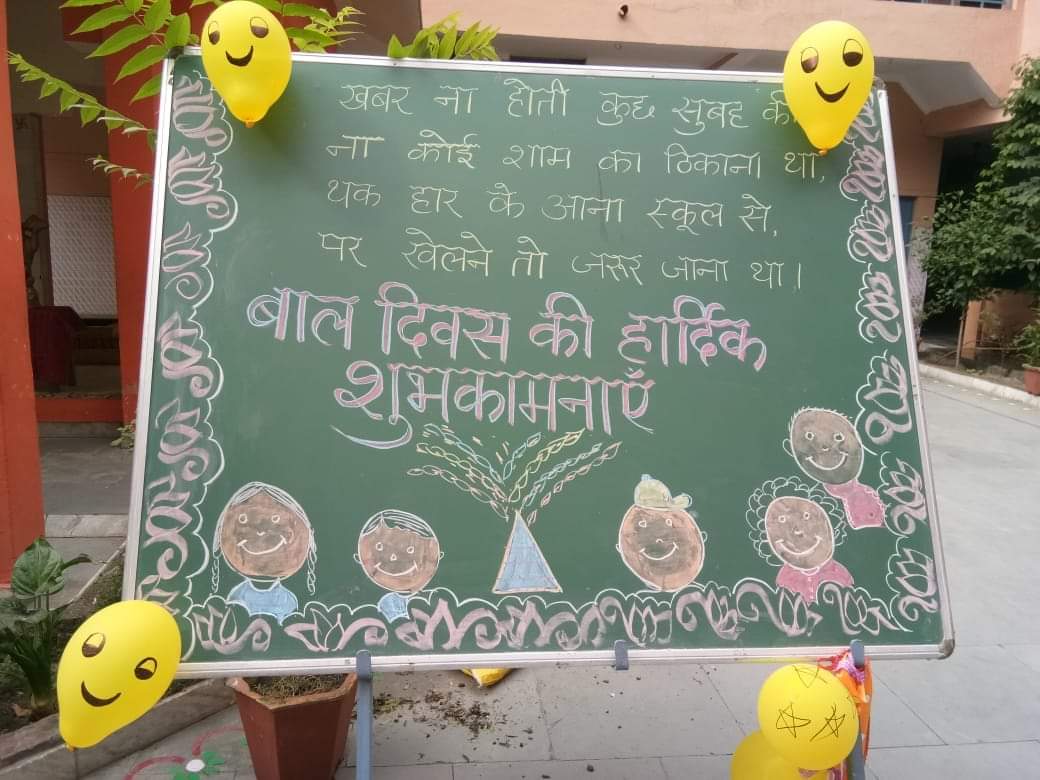 खबर ना होती कुछ सुबह की
ना कोई शाम का ठिकाना था,
थक हार के आना स्कूल से,
पर खेलने तो जरुर जाना था।
बाल दिवस की हार्दिक
शुभकामनाएँ